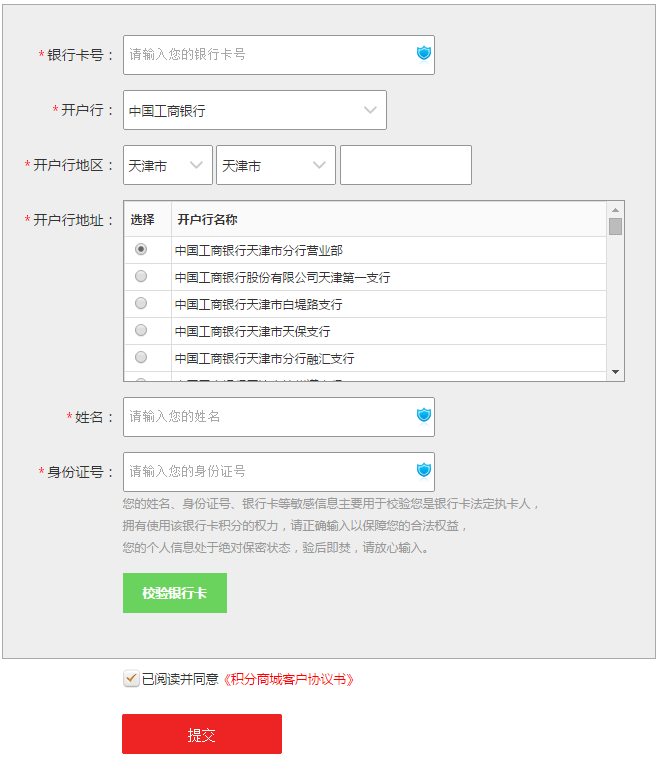 *银行卡号： 请输入您的银行卡号
*开户行： 中国工商银行
*开户行地区： 天津市 天津市
*开户行地址： 选择 开户行名称
中国工商银行天津市分行营业部
中国工商银行股份有限公司天津第一支行
中国工商银行天津市白堤路支行
中国工商银行天津市天保支行
中国工商银行天津市分行融汇支行
*姓名： 请输入您的姓名
*身份证号： 请输入您的身份证号
您的姓名、身份证号、银行卡等敏感信息主要用于校验您是银行卡法定执卡人，
拥有使用该银行卡积分的权力，请正确输入以保障您的合法权益，
您的个人信息处于绝对保密状态，验后即焚，请放心输入。
校验银行卡
已阅读并同意《积分商城客户协议书》
提交